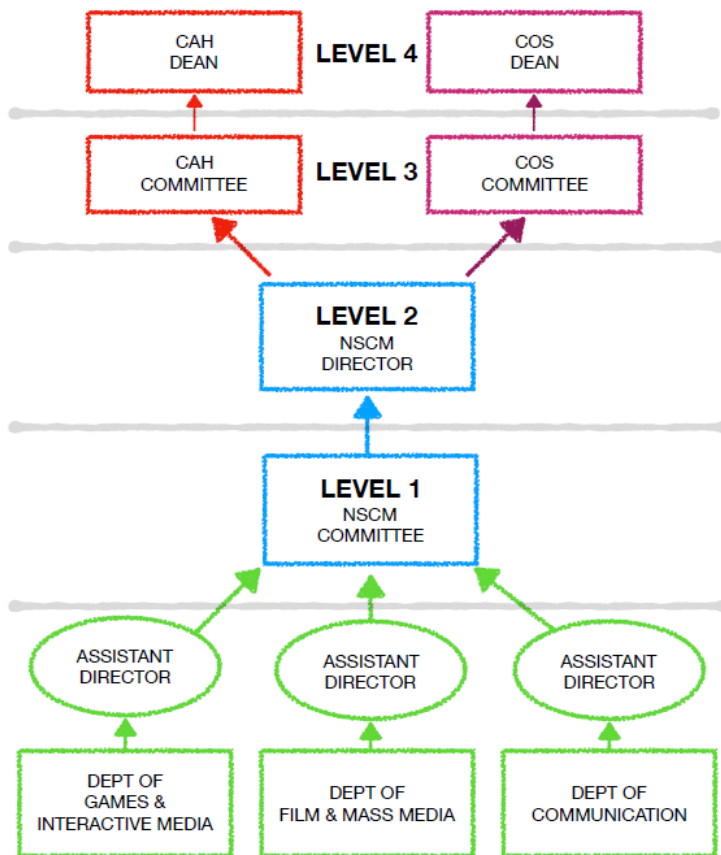 CAH
DEAN
LEVEL 4
COS
DEAN
CAH
COMMITTEE
LEVEL 3
COS
COMMITTEE
LEVEL 2
NSCM
DIRECTOR
LEVEL 1
NSCM
COMMITTEE
ASSISTANT
DIRECTOR
ASSISTANT
DIRECTOR
ASSISTANT
DIRECTOR
DEPT OF
GAMES &
INTERACTIVE MEDIA
DEPT OF
FILM & MASS MEDIA
DEPT OF
COMMUNICATION